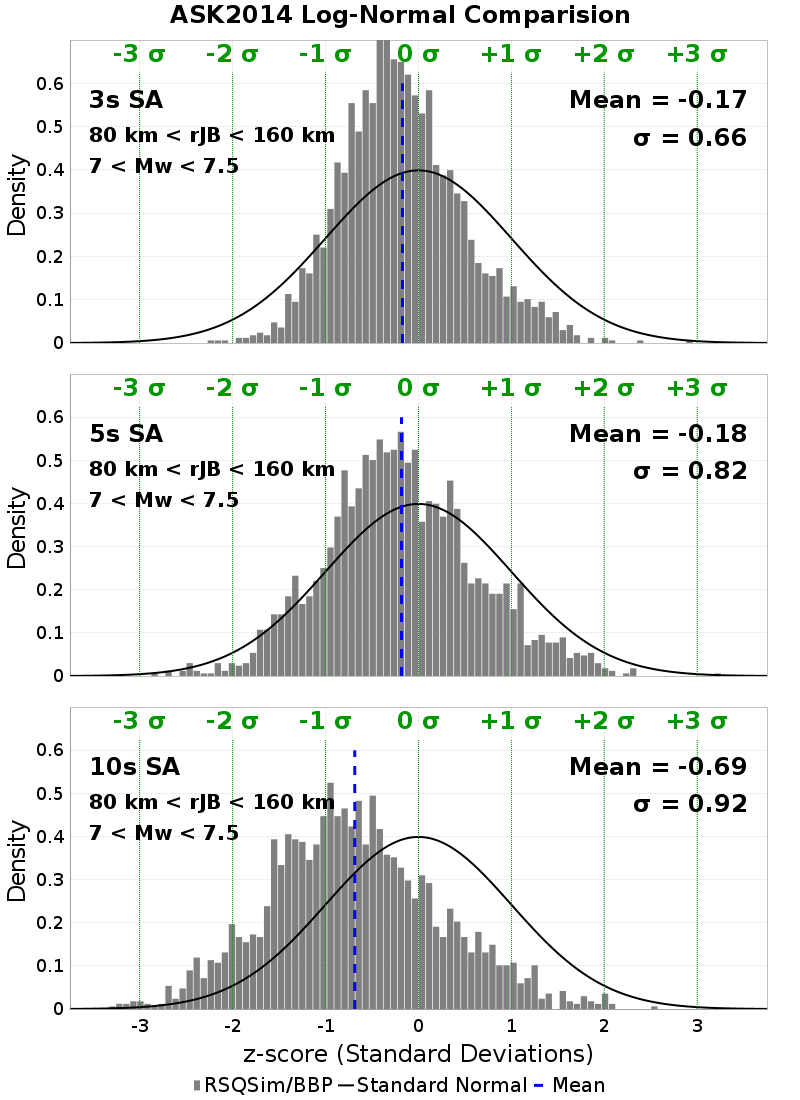 ASK2014 Log-Normal Comparision
-3 σ -2 σ -1 σ 0 σ +1 σ +2 σ +3 σ
3s SA
80 km < rJB < 160 km
7 < Mw < 7.5
Mean = -0.17
σ = 0.66
Density
0.6
0.5
0.4
0.3
0.2
0.1
0
-3 σ -2 σ -1 σ 0 σ +1 σ +2 σ +3 σ
5s SA
80 km < rJB < 160 km
7 < Mw < 7.5
Mean = -0.18
σ = 0.82
Density
0.6
0.5
0.4
0.3
0.2
0.1
0
-3 σ -2 σ -1 σ 0 σ +1 σ +2 σ +3 σ
10s SA
80 km < rJB < 160 km
7 < Mw < 7.5
Mean = -0.69
σ = 0.92
Density
0.6
0.5
0.4
0.3
0.2
0.1
0
-3 -2 -1 0 1 2 3
z-score (Standard Deviations)
RSQSim/BBP Standard Normal Mean